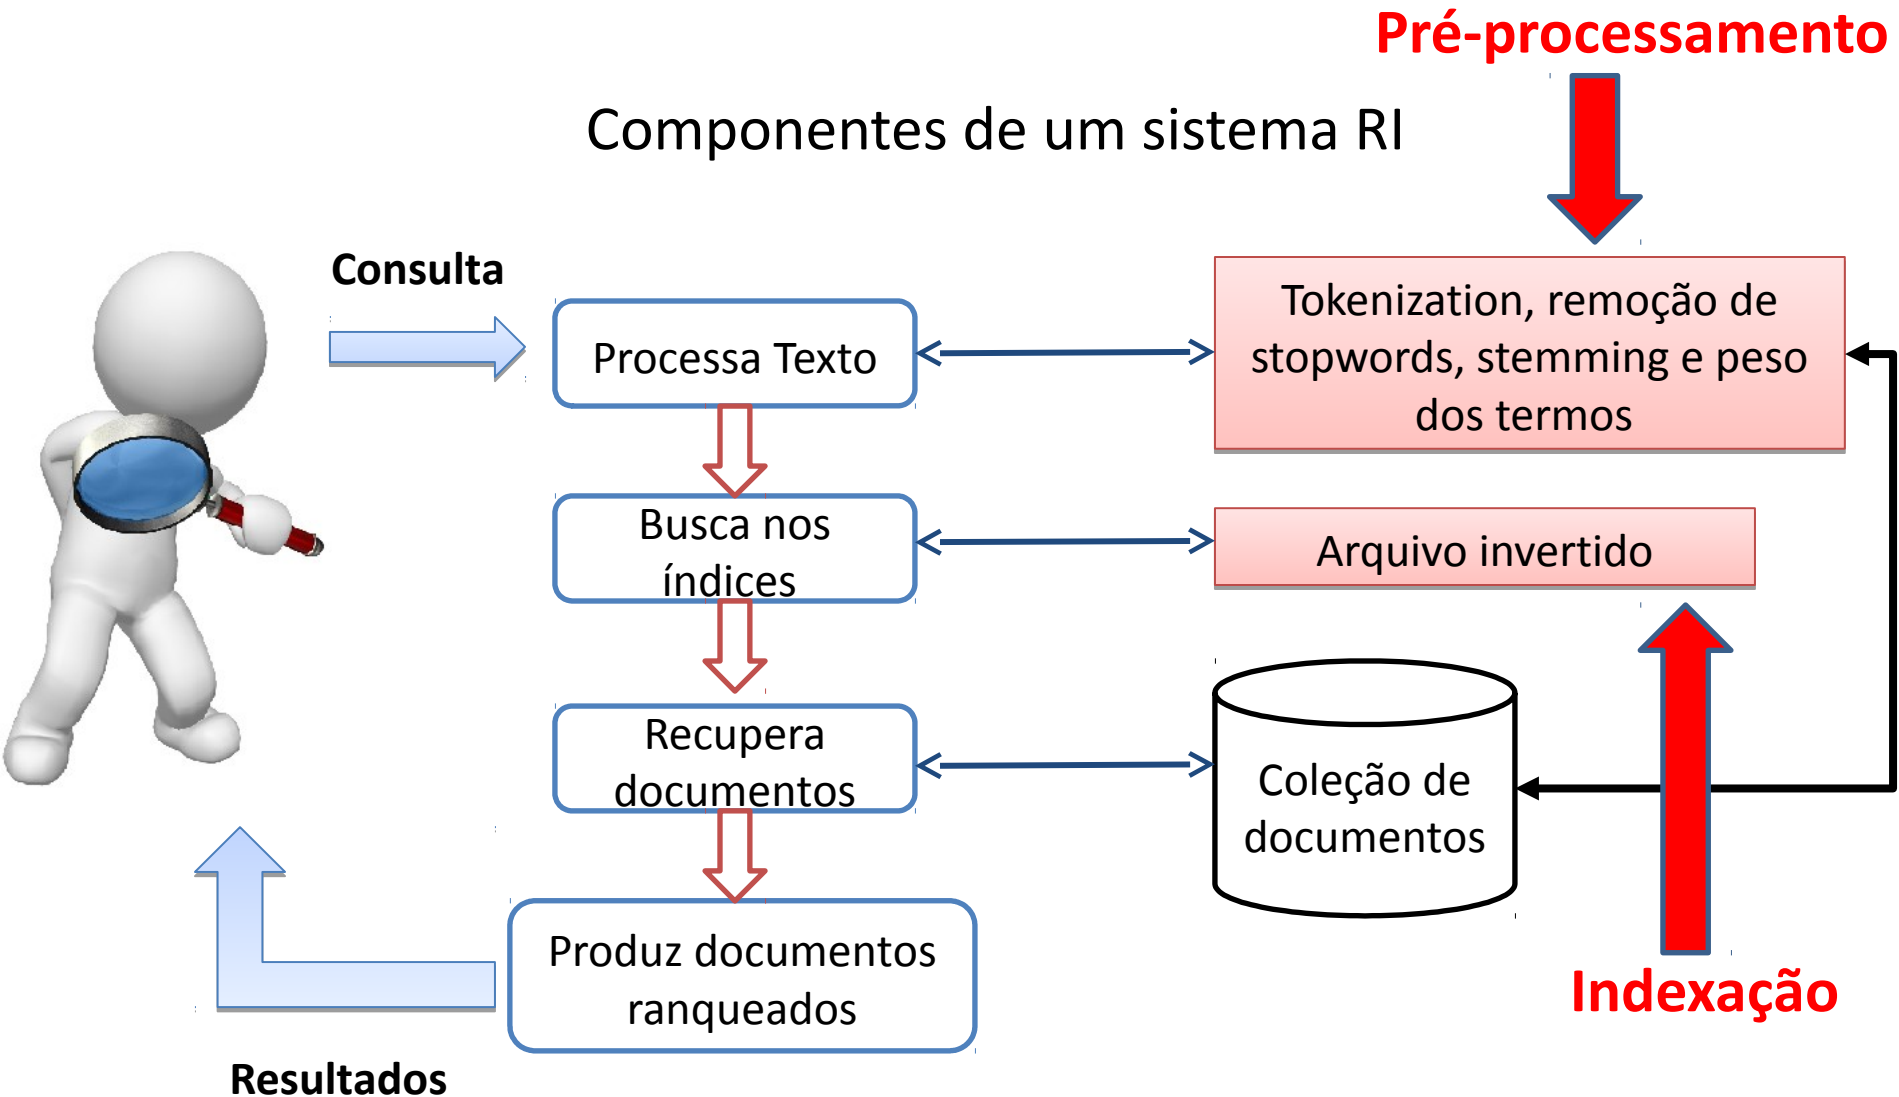 Pré-processamento
Componentes de um sistema RI
Consulta
Processa Texto
Tokenization, remoção de
stopwords, stemming e peso
dos termos
Busca nos
índices
Arquivo invertido
Recupera
documentos
Coleção de
documentos
Produz documentos
ranqueados
Indexação
Resultados